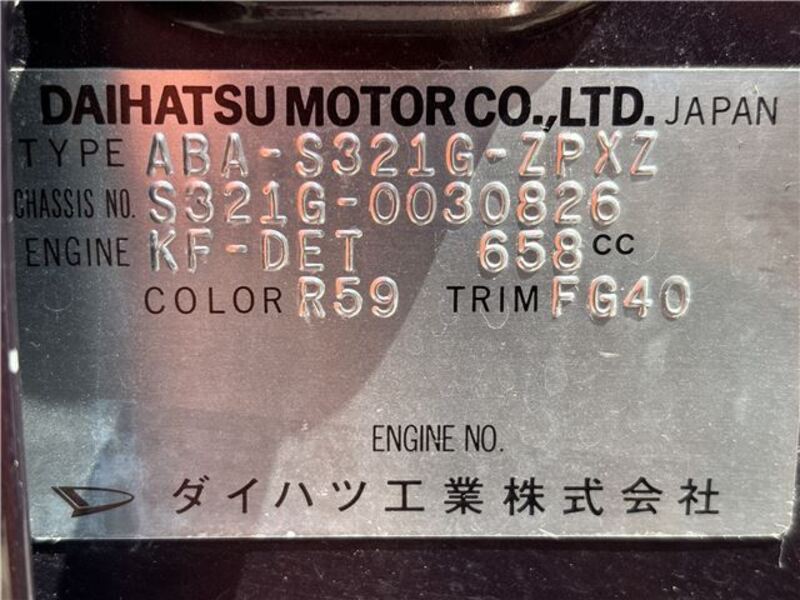 DAIHATSU MOTOR CO.,LTD. JAPAN
TYPE ABA-S321G-ZPXZ
CHASSIS NO. S321G-0030826
ENGINE KF-DET 658 CC
COLOR R59 TRIM FG40
ENGINE NO.
ダイハツ工業株式会社